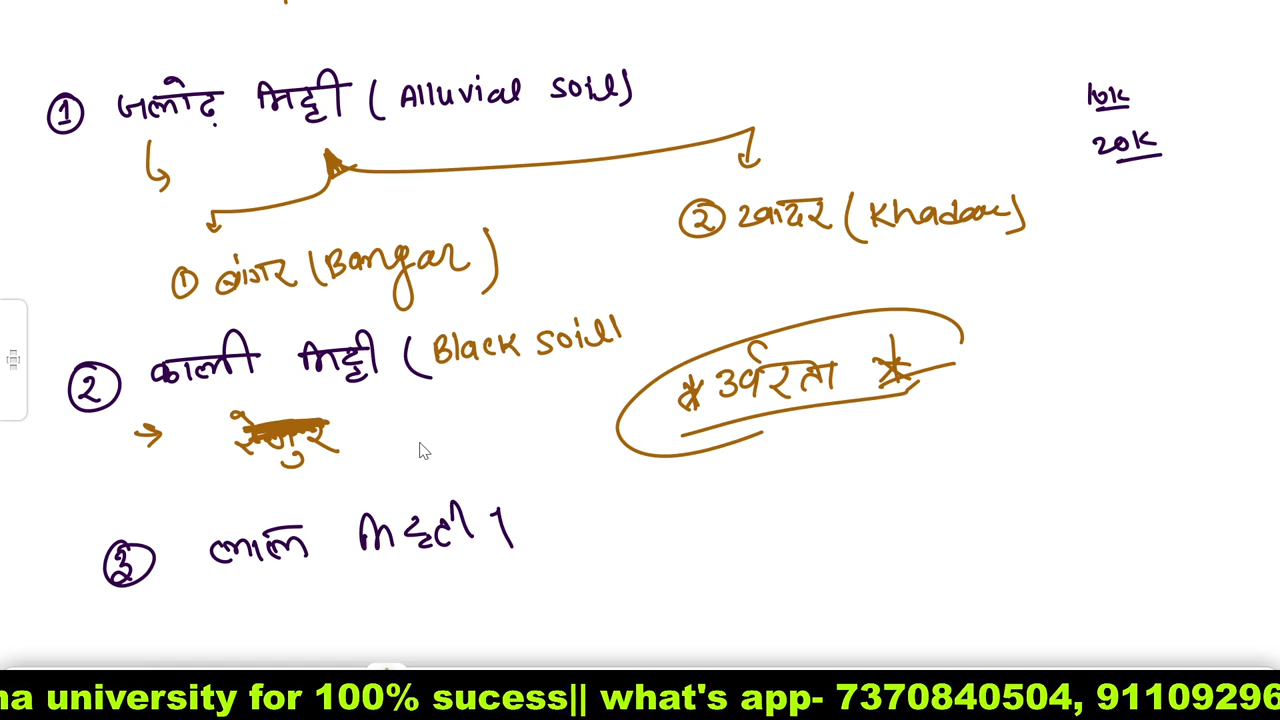 ① जलोढ़ मिट्टी (Alluvial soil)
10k
20k
① बांगर (Bangar)
② खादर (Khadar)
② काली मिट्टी (Black soil)
* उर्वरता *
→ रेगुर
③ लाल मिट्टी
na university for 100% sucess|| what's app- 7370840504, 91109296